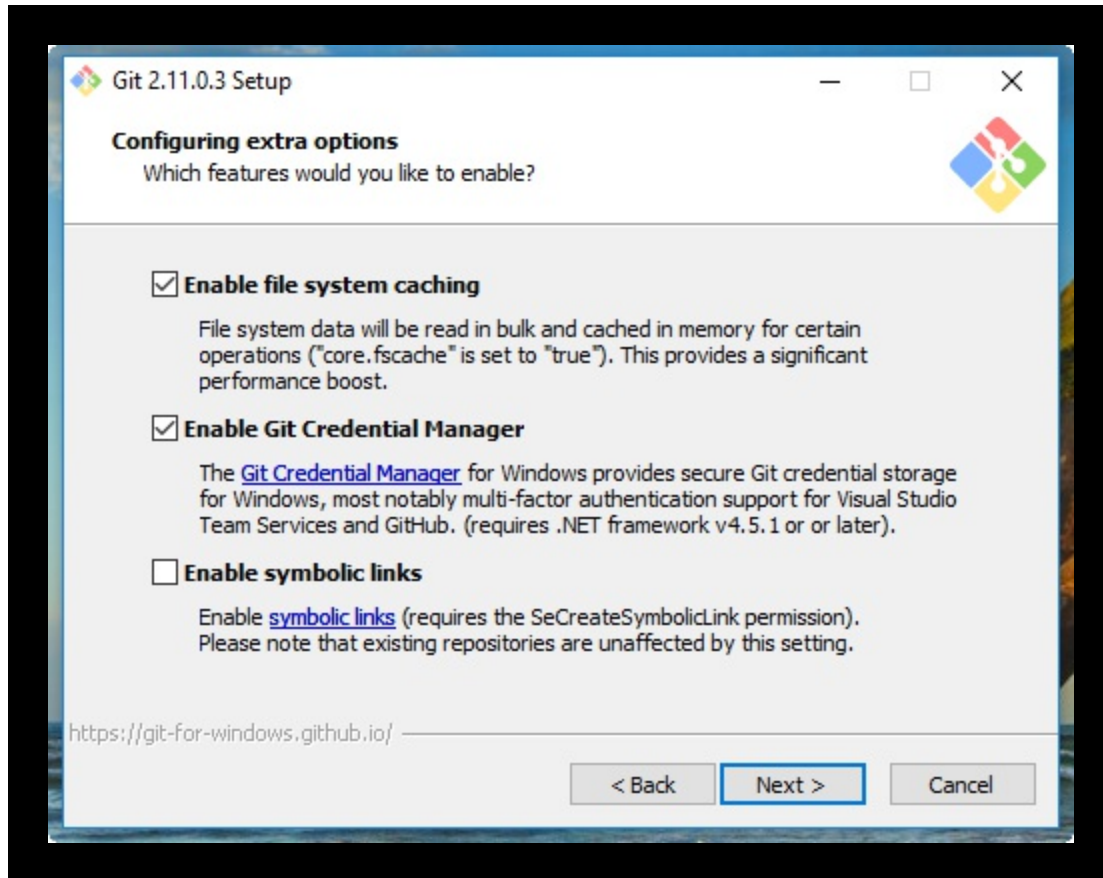 Git 2.11.0.3 Setup
Configuring extra options
Which features would you like to enable?
Enable file system caching
File system data will be read in bulk and cached in memory for certain
operations ("core.fscache" is set to "true"). This provides a significant
performance boost.
Enable Git Credential Manager
The Git Credential Manager for Windows provides secure Git credential storage
for Windows, most notably multi-factor authentication support for Visual Studio
Team Services and GitHub. (requires .NET framework v4.5.1 or or later).
Enable symbolic links
Enable symbolic links (requires the SeCreateSymbolicLink permission).
Please note that existing repositories are unaffected by this setting.
https://git-for-windows.github.io/
< Back Next > Cancel